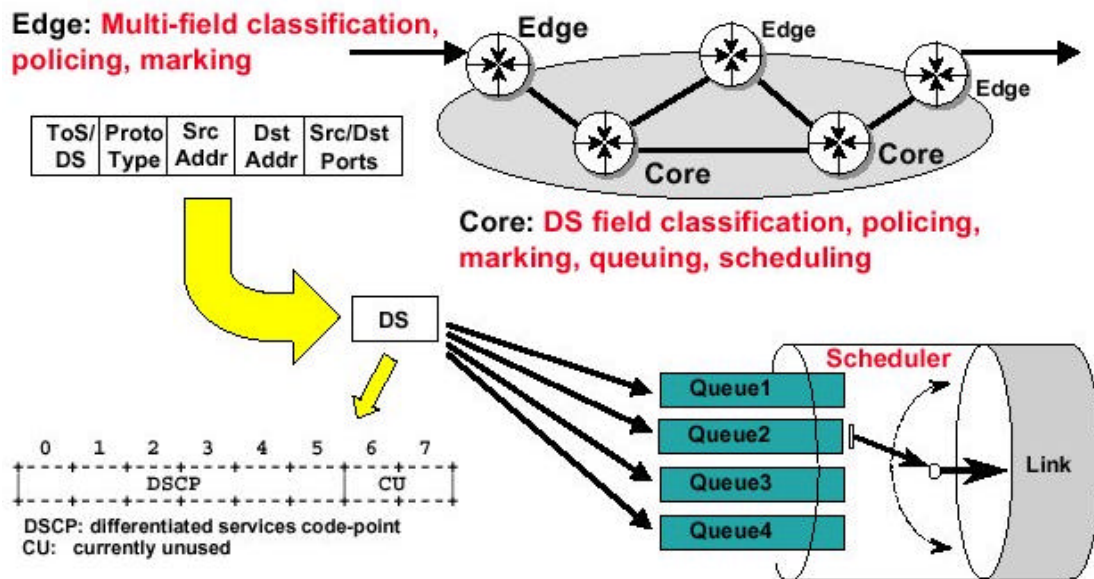 Edge: Multi-field classification,
policing, marking
Edge
Edge
Edge
Core
Core
ToS/ DS
Proto Type
Src Addr
Dst Addr
Src/Dst Ports
Core: DS field classification, policing,
marking, queuing, scheduling
DS
Scheduler
Queue1
Queue2
Queue3
Queue4
Link
0 1 2 3 4 5 6 7
DSCP CU
DSCP: differentiated services code-point
CU: currently unused